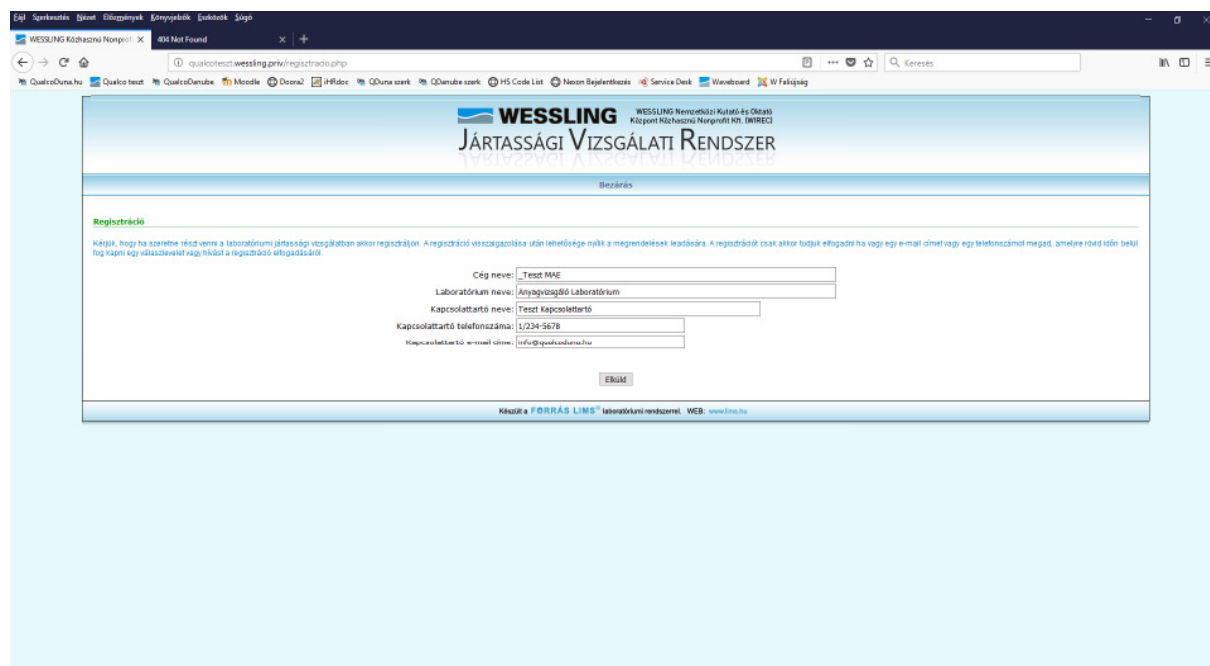 Fájl Szerkesztés Nézet Előzmények Könyvjelzők Eszközök Súgó
WESSLING Közhasznú Nonprof 404 Not Found
qualcoteszt.wessling.priv/regisztracio.php Keresés
QualcoDuna.hu Qualco teszt QualcoDanube Moodle Doora2 iHRdoc QDuna szerk QDanube szerk HS Code List Nexon Bejelentkezés Service Desk Waveboard W Faliújság
WESSLING WESSLING Nemzetközi Kutató és Oktató
Központ Közhasznú Nonprofit Kft. (WIREC)
JÁRTASSÁGI VIZSGÁLATI RENDSZER
Bezárás
Regisztráció
Kérjük, hogy ha szeretne részt venni a laboratóriumi jártassági vizsgálatban akkor regisztráljon. A regisztráció visszaigazolása után lehetősége nyílik a megrendelések leadására. A regisztrációt csak akkor tudjuk elfogadni ha vagy egy e-mail címet vagy egy telefonszámot megad, amelyre rövid időn belül
fog kapni egy válaszlevelet vagy hívást a regisztráció elfogadásáról.
Cég neve: _Teszt MAE
Laboratórium neve: Anyagvizsgáló Laboratórium
Kapcsolattartó neve: Teszt Kapcsolattartó
Kapcsolattartó telefonszáma: 1/234-5678
Kapcsolattartó e-mail címe: info@qualcoduna.hu
Elküld
Készült a FORRÁS LIMS® laboratóriumi rendszerrel. WEB: www.lims.hu